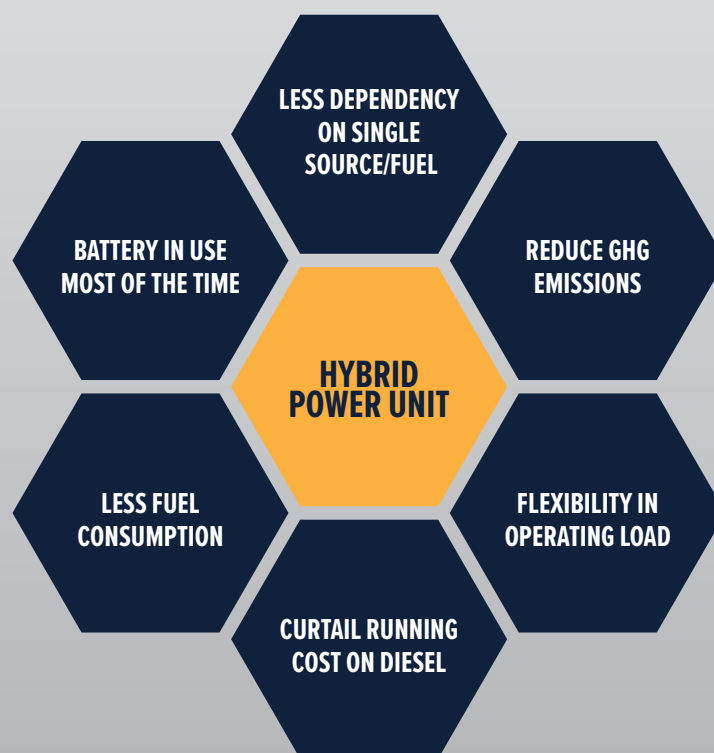 LESS DEPENDENCY
ON SINGLE
SOURCE/FUEL
BATTERY IN USE
MOST OF THE TIME
REDUCE GHG
EMISSIONS
HYBRID
POWER UNIT
LESS FUEL
CONSUMPTION
FLEXIBILITY IN
OPERATING LOAD
CURTAIL RUNNING
COST ON DIESEL